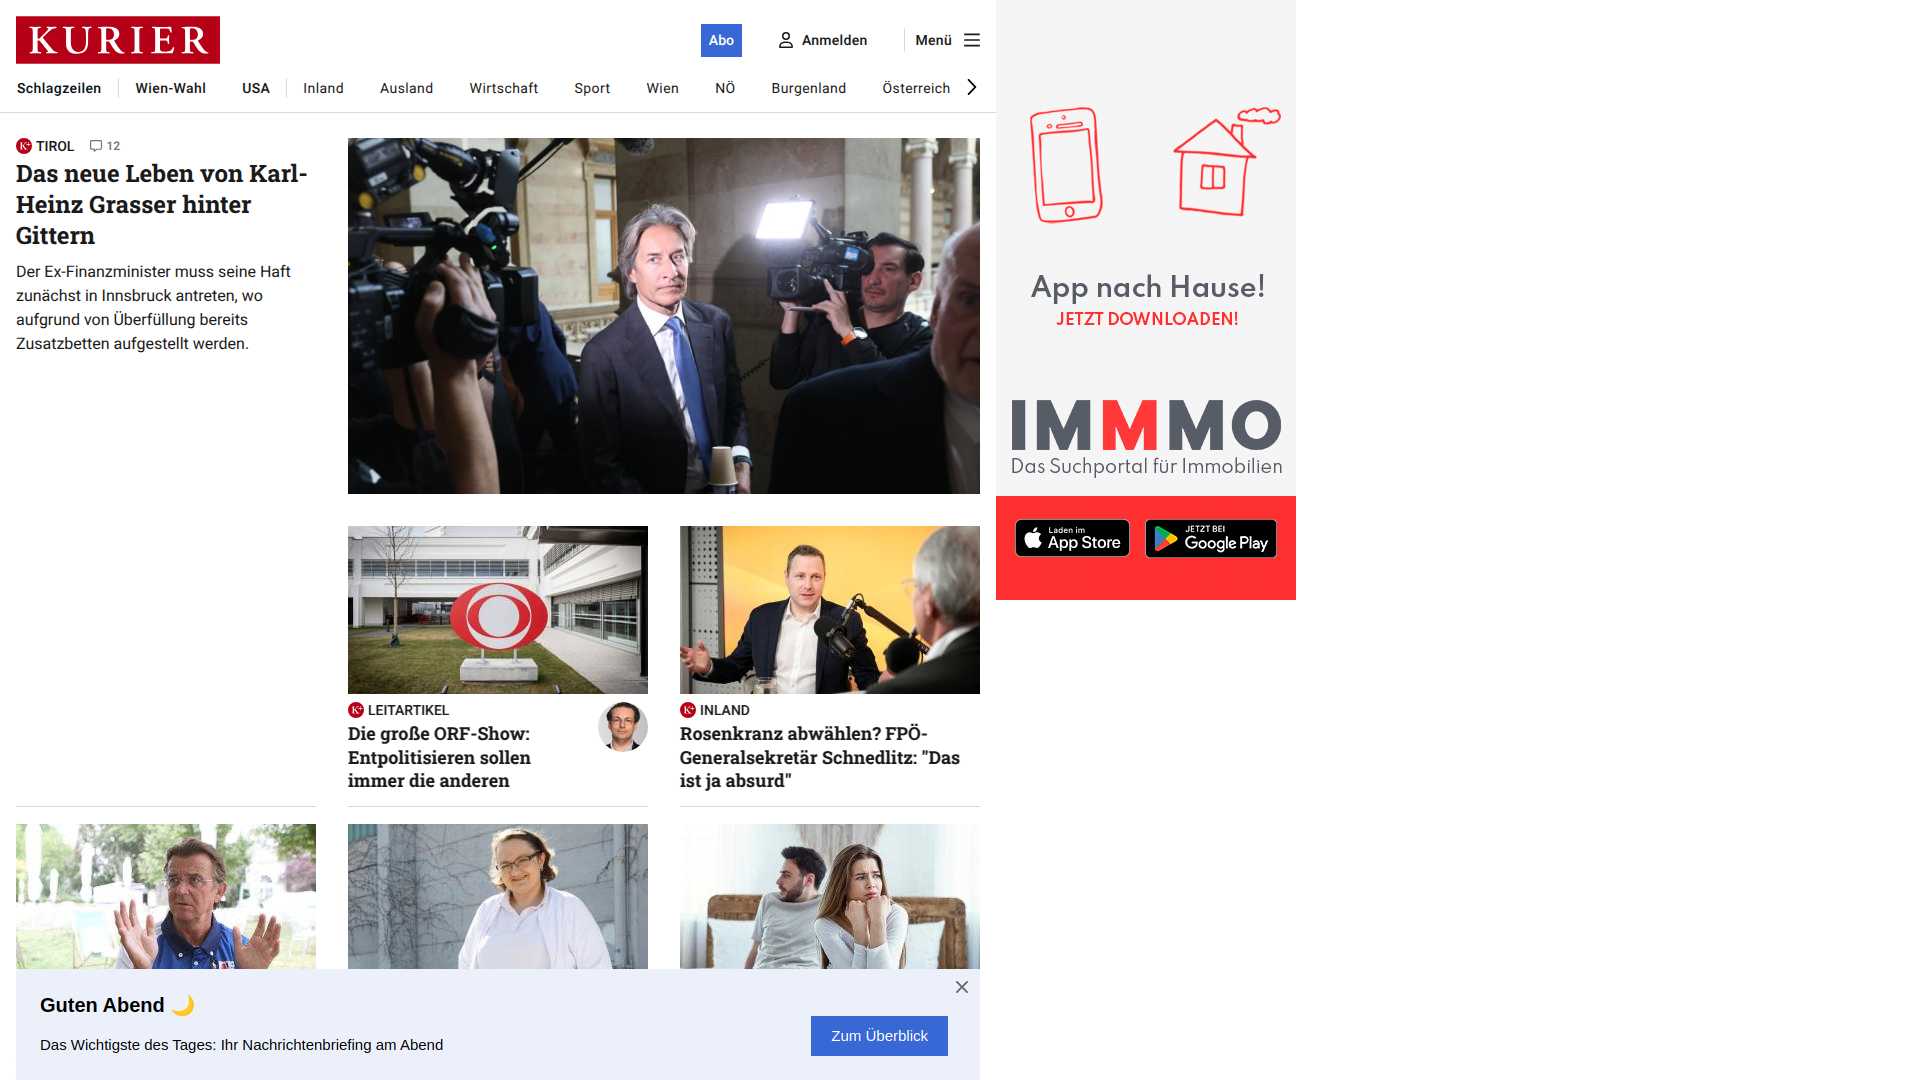 KURIER
Abo
Anmelden
Menü
Schlagzeilen
Wien-Wahl
USA
Inland
Ausland
Wirtschaft
Sport
Wien
NÖ
Burgenland
Österreich
TIROL
12
Das neue Leben von Karl-
Heinz Grasser hinter
Gittern
Der Ex-Finanzminister muss seine Haft
zunächst in Innsbruck antreten, wo
aufgrund von Überfüllung bereits
Zusatzbetten aufgestellt werden.
K+ LEITARTIKEL
Die große ORF-Show:
Entpolitisieren sollen
immer die anderen
K+ INLAND
Rosenkranz abwählen? FPÖ-
Generalsekretär Schnedlitz: "Das
ist ja absurd"
Guten Abend 🌙
Das Wichtigste des Tages: Ihr Nachrichtenbriefing am Abend
Zum Überblick
App nach Hause!
JETZT DOWNLOADEN!
IMMMO
Das Suchportal für Immobilien
Laden im
App Store
JETZT BEI
Google Play